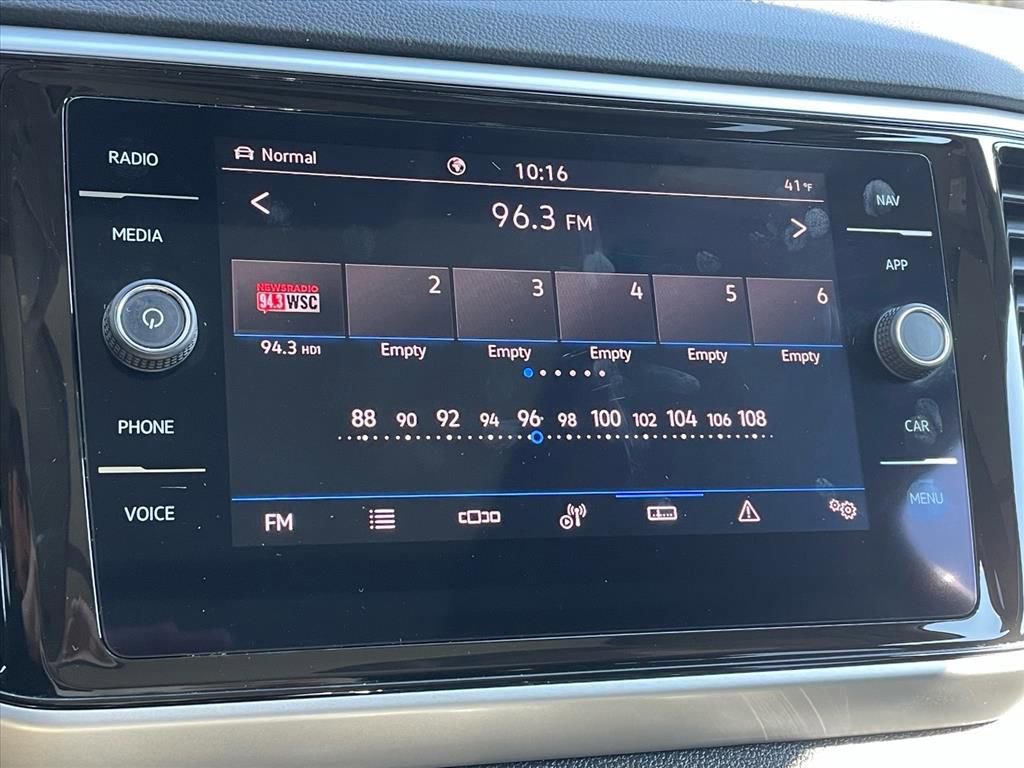 RADIO
MEDIA
PHONE
VOICE
Normal
10:16
41°F
<
96.3 FM
>
NEWSRADIO
94.3 WSC
2
3
4
5
6
94.3 HD1
Empty
Empty
Empty
Empty
Empty
88 90 92 94 96 98 100 102 104 106 108
FM
NAV
APP
CAR
MENU